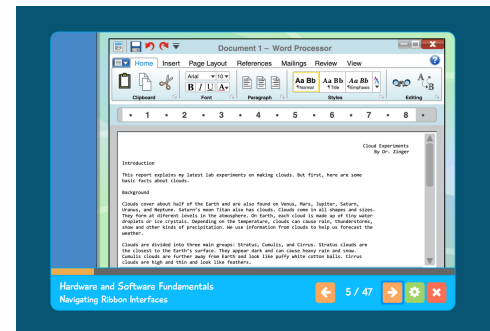 Document 1 – Word Processor
Home Insert Page Layout References Mailings Review View
Arial 10
B I U A
Aa Bb Aa Bb Aa Bb
¶Normal ¶Title ¶Emphasis
A B
Clipboard Font Paragraph Styles Editing
1 2 3 4 5 6 7 8
Cloud Experiments
By Dr. Zinger
Introduction
This report explains my latest lab experiments on making clouds. But first, here are some
basic facts about clouds.
Background
Clouds cover about half of the Earth and are also found on Venus, Mars, Jupiter, Saturn,
Uranus, and Neptune. Saturn's moon Titan also has clouds. Clouds come in all shapes and sizes.
They form at diferent levels in the atmosphere. On Earth, each cloud is made up of tiny water
droplets or ice crystals. Depending on the temperature, clouds can cause rain, thunderstorms,
snow and other kinds of precipitation. We use information from clouds to help us forecast the
weather.
Clouds are divided into three main groups: Stratus, Cumulis, and Cirrus. Stratus clouds are
the closest to the Earth's surface. They appear dark and can cause heavy rain and snow.
Cumulis clouds are further away from Earth and look like puffy white cotton balls. Cirrus
clouds are high and thin and look like feathers.
Hardware and Software Fundamentals
Navigating Ribbon Interfaces
5 / 47